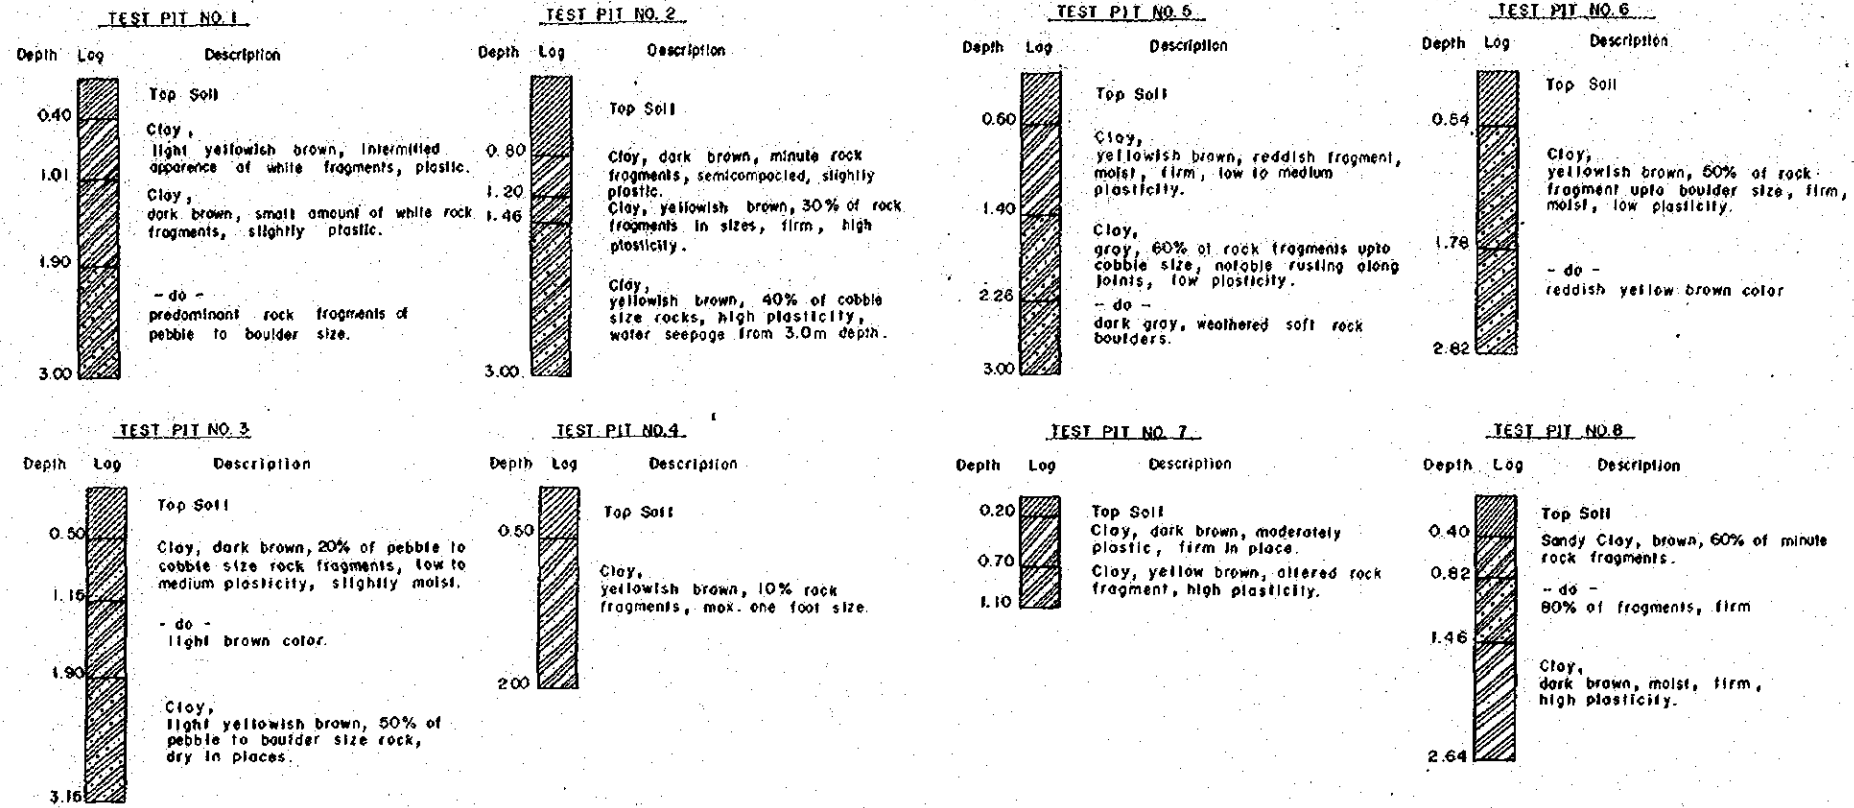 TEST PIT NO. 1
Depth Log Description
Top Soil
0.40
Clay,
light yellowish brown, intermitted
apparence of white fragments, plastic.
1.01
Clay,
dark brown, small amount of white rock
fragments, slightly plastic.
1.90
- do -
predominant rock fragments of
pebble to boulder size.
3.00
TEST PIT NO. 2
Depth Log Description
Top Soil
0.80
Clay, dark brown, minute rock
fragments, semicompacted, slightly
plastic.
1.20
Clay, yellowish brown, 30% of rock
1.46
fragments in sizes, firm, high
plosticity.
Clay,
yellowish brown, 40% of cobble
size rocks, high plasticity,
water seepage from 3.0m depth.
3.00
TEST PIT NO. 5
Depth Log Description
Top Soil
0.60
Clay,
yellowish brown, reddish fragment,
moist, firm, low to medium
plasticity.
1.40
Clay,
gray, 60% of rock fragments upto
cobble size, notable rusting along
joints, low plosticity.
2.26
- do -
dark gray, weathered soft rock
boulders.
3.00
TEST PIT NO. 6
Depth Log Description
Top Soil
0.54
Clay,
yellowish brown, 50% of rock
fragment upto boulder size, firm,
moist, low plasticity.
1.78
- do -
reddish yellow brown color
2.82
TEST PIT NO. 3
Depth Log Description
Top Soil
0.50
Clay, dark brown, 20% of pebble to
cobble size rock fragments, low to
medium plosticity, slightly moist.
1.15
- do -
light brown color.
1.90
Clay,
light yellowish brown, 50% of
pebble to boulder size rock,
dry in places.
3.15
TEST PIT NO. 4
Depth Log Description
Top Soil
0.50
Clay,
yellowish brown, 10% rock
fragments, max. one foot size.
2.00
TEST PIT NO. 7
Depth Log Description
0.20 Top Soil
Clay, dark brown, moderately
plastic, firm in place.
0.70
Clay, yellow brown, altered rock
fragment, high plasticity.
1.10
TEST PIT NO. 8
Depth Log Description
Top Soil
0.40
Sandy Clay, brown, 60% of minute
rock fragments.
0.82
- do -
80% of fragments, firm
1.46
Clay,
dark brown, moist, firm,
high plosticity.
2.64